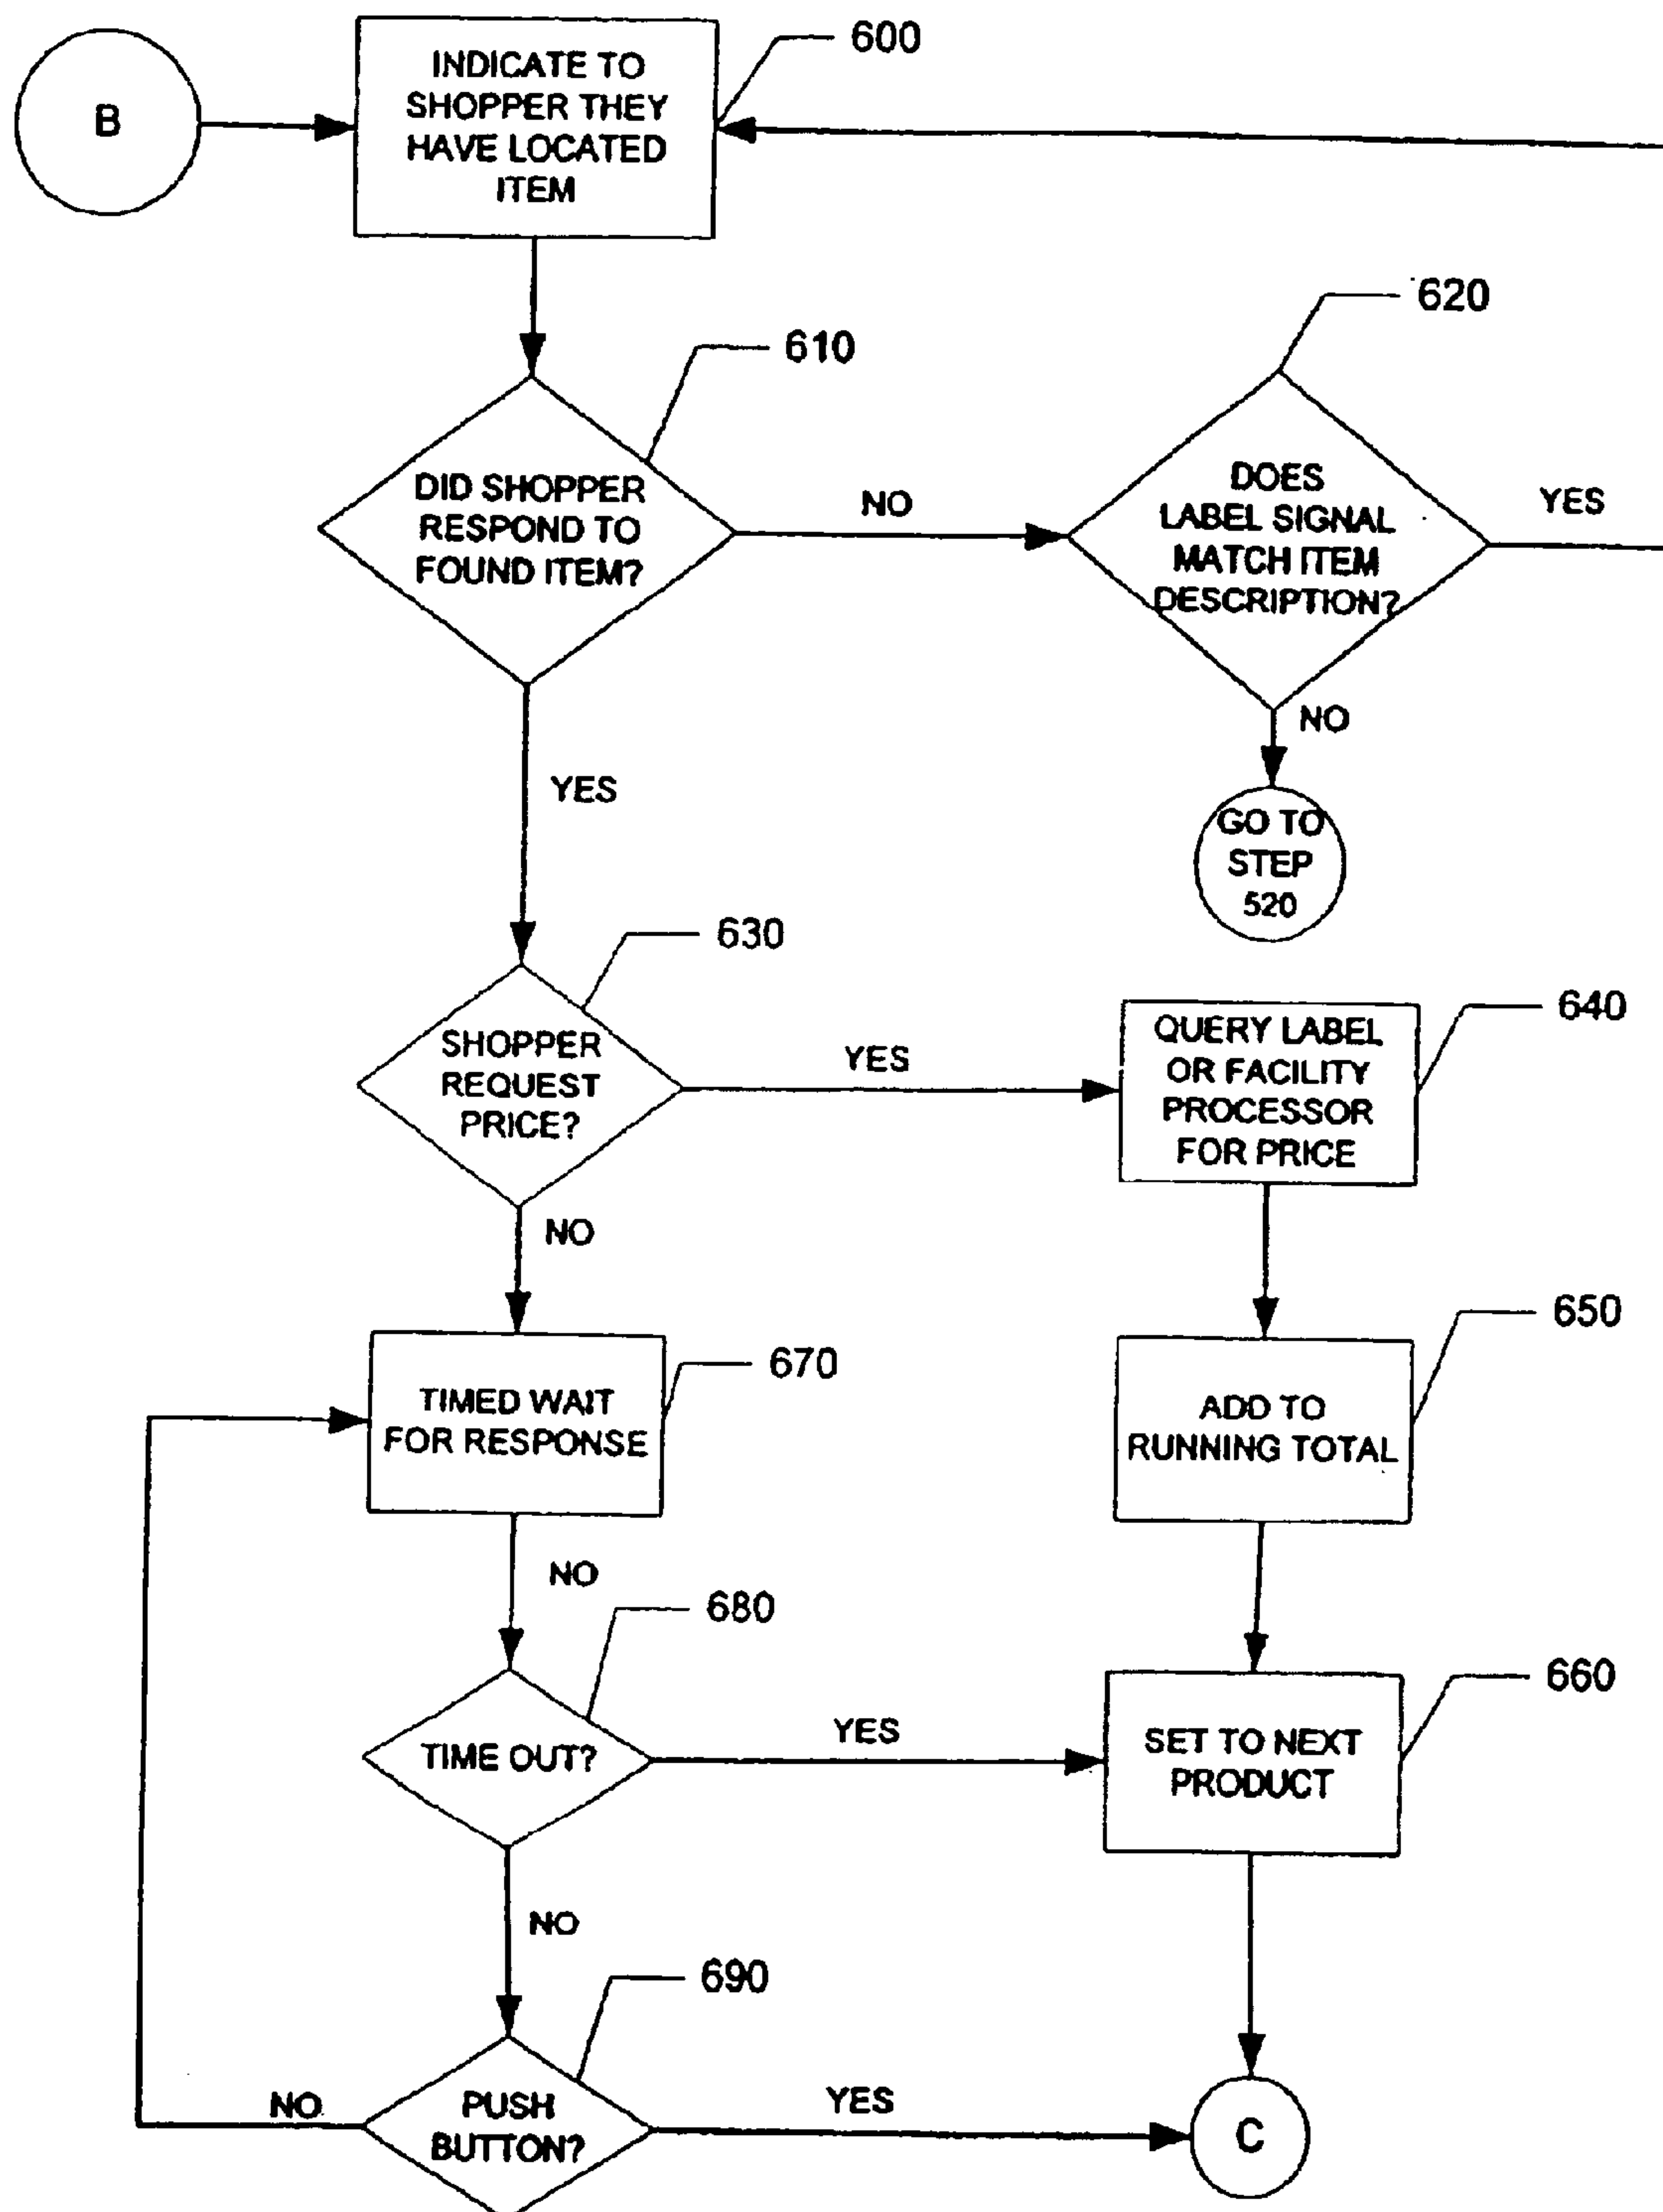 B
INDICATE TO
SHOPPER THEY
HAVE LOCATED
ITEM
600
610
DID SHOPPER
RESPOND TO
FOUND ITEM?
NO
620
DOES
LABEL SIGNAL
MATCH ITEM
DESCRIPTION?
YES
NO
GO TO
STEP
520
YES
630
SHOPPER
REQUEST
PRICE?
YES
640
QUERY LABEL
OR FACILITY
PROCESSOR
FOR PRICE
NO
650
ADD TO
RUNNING TOTAL
670
TIMED WAIT
FOR RESPONSE
NO
680
TIME OUT?
YES
660
SET TO NEXT
PRODUCT
NO
690
PUSH
BUTTON?
NO
YES
C